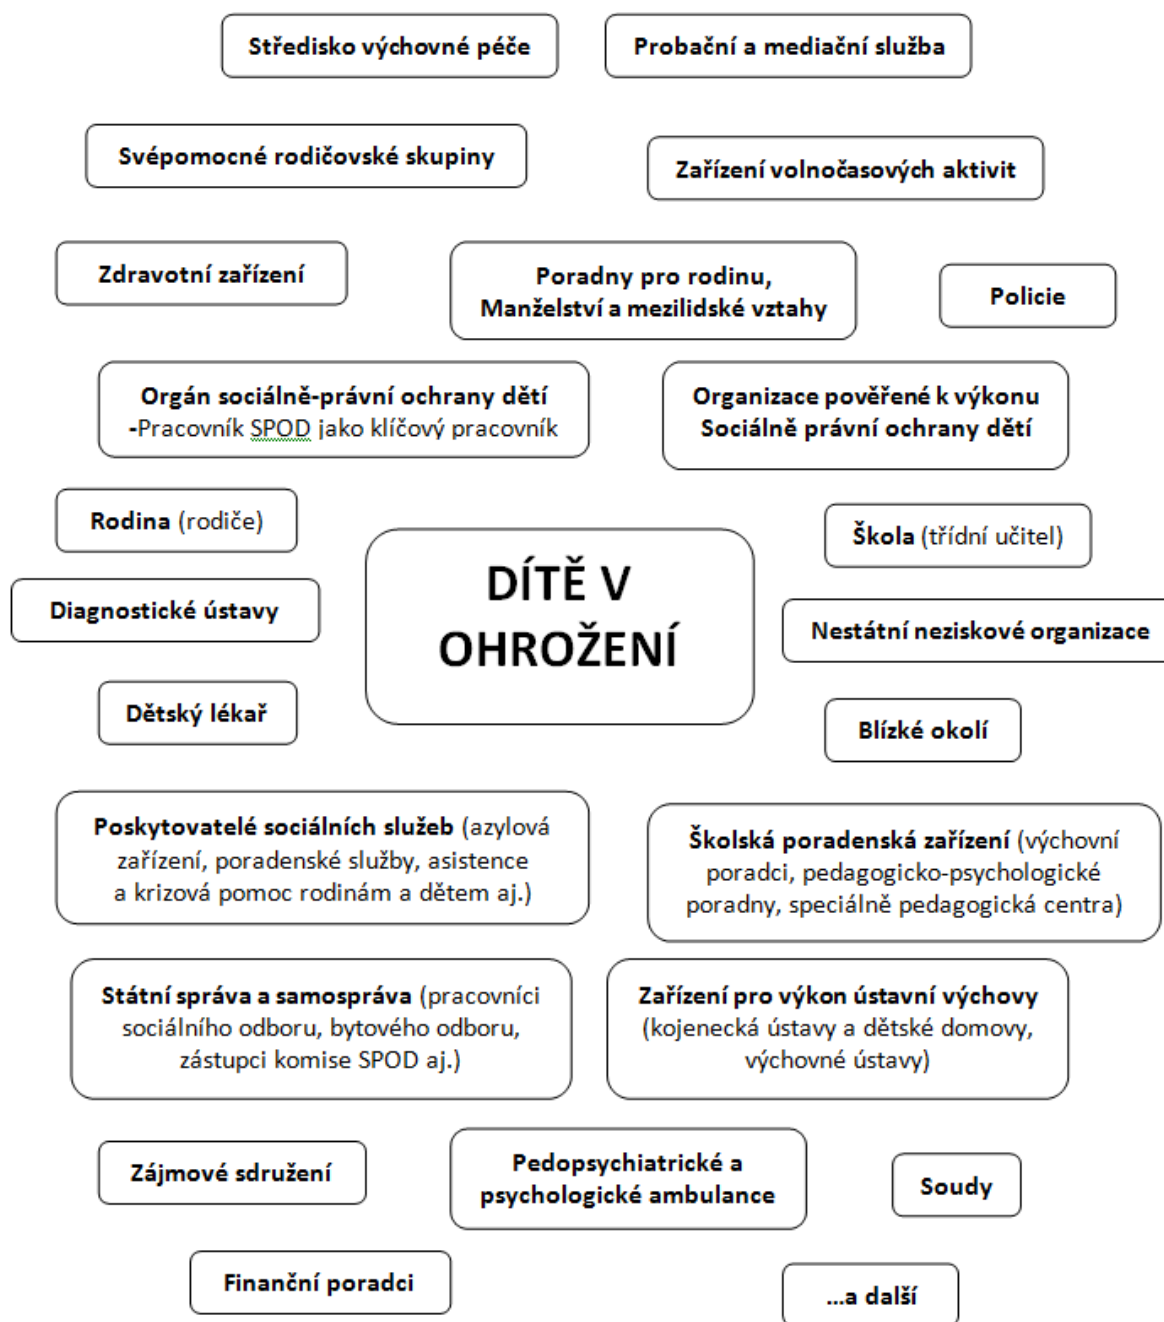 Středisko výchovné péče
Probační a mediační služba
Svépomocné rodičovské skupiny
Zařízení volnočasových aktivit
Zdravotní zařízení
Poradny pro rodinu,
Manželství a mezilidské vztahy
Policie
Orgán sociálně-právní ochrany dětí
-Pracovník SPOD jako klíčový pracovník
Organizace pověřené k výkonu
Sociálně právní ochrany dětí
Rodina (rodiče)
Škola (třídní učitel)
DÍTĚ V
OHROŽENÍ
Diagnostické ústavy
Nestátní neziskové organizace
Dětský lékař
Blízké okolí
Poskytovatelé sociálních služeb (azylová
zařízení, poradenské služby, asistence
a krizová pomoc rodinám a dětem aj.)
Školská poradenská zařízení (výchovní
poradci, pedagogicko-psychologické
poradny, speciálně pedagogická centra)
Státní správa a samospráva (pracovníci
sociálního odboru, bytového odboru,
zástupci komise SPOD aj.)
Zařízení pro výkon ústavní výchovy
(kojenecká ústavy a dětské domovy,
výchovné ústavy)
Zájmové sdružení
Pedopsychiatrické a
psychologické ambulance
Soudy
Finanční poradci
...a další